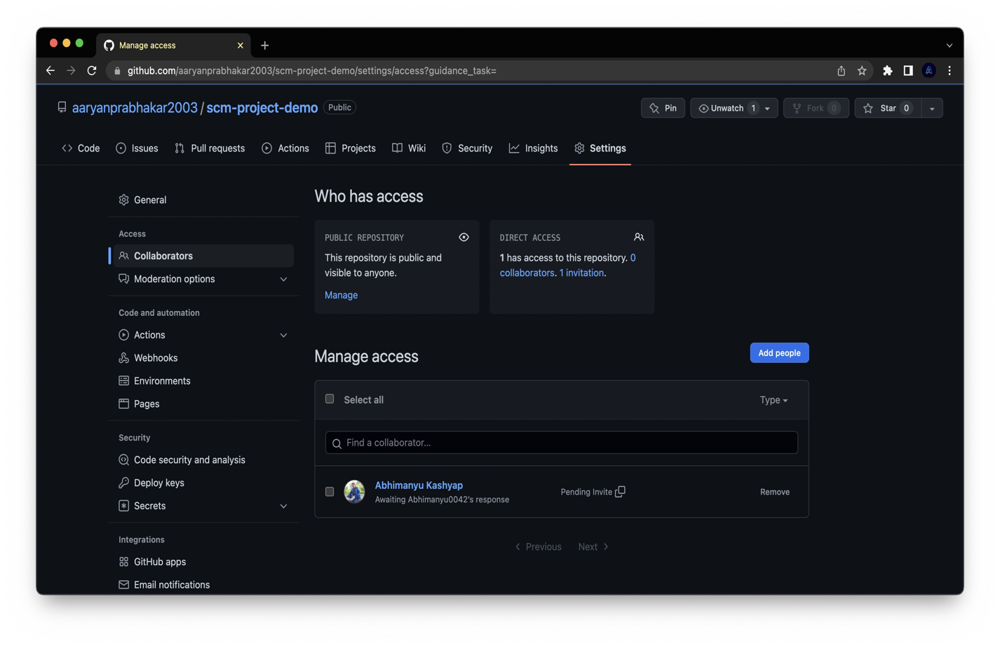 Manage access
github.com/aaryanprabhakar2003/scm-project-demo/settings/access?guidance_task=
aaryanprabhakar2003 / scm-project-demo Public
Pin Unwatch 1 Fork 0 Star 0
Code Issues Pull requests Actions Projects Wiki Security Insights Settings
General
Access
Collaborators
Moderation options
Code and automation
Actions
Webhooks
Environments
Pages
Security
Code security and analysis
Deploy keys
Secrets
Integrations
GitHub apps
Email notifications
Who has access
PUBLIC REPOSITORY
This repository is public and
visible to anyone.
Manage
DIRECT ACCESS
1 has access to this repository. 0
collaborators. 1 invitation.
Manage access
Add people
Select all Type
Find a collaborator...
Abhimanyu Kashyap
Awaiting Abhimanyu0042's response
Pending Invite
Remove
Previous Next